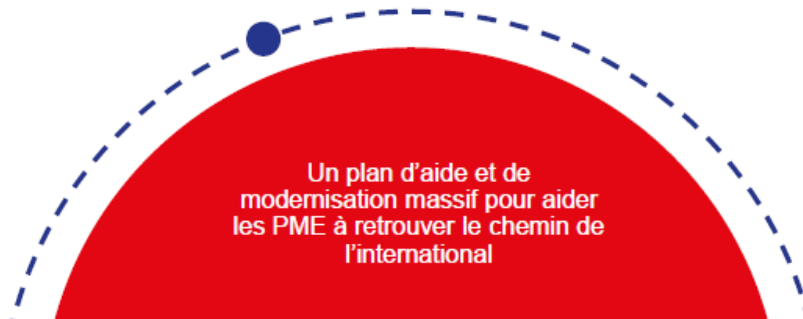 Un plan d'aide et de
modernisation massif pour aider
les PME à retrouver le chemin de
l'international